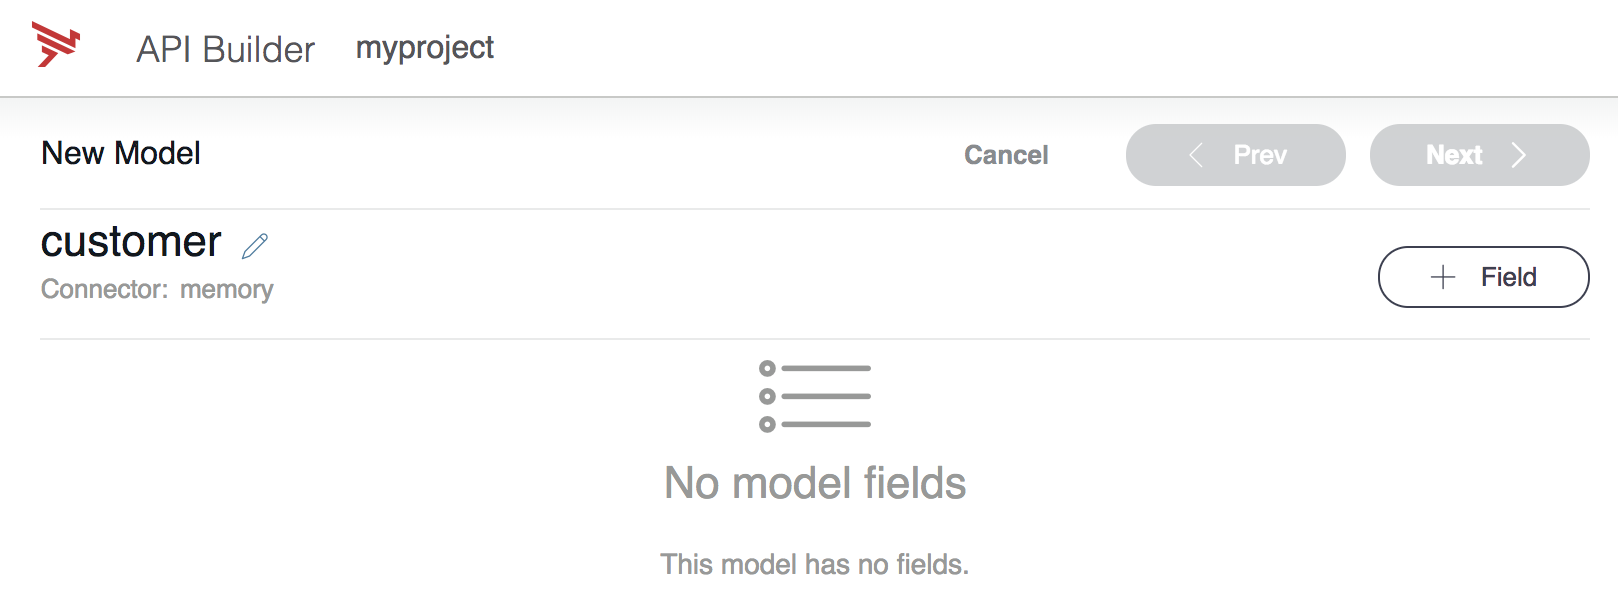 API Builder myproject
New Model Cancel Prev Next
customer
Connector: memory
Field
No model fields
This model has no fields.